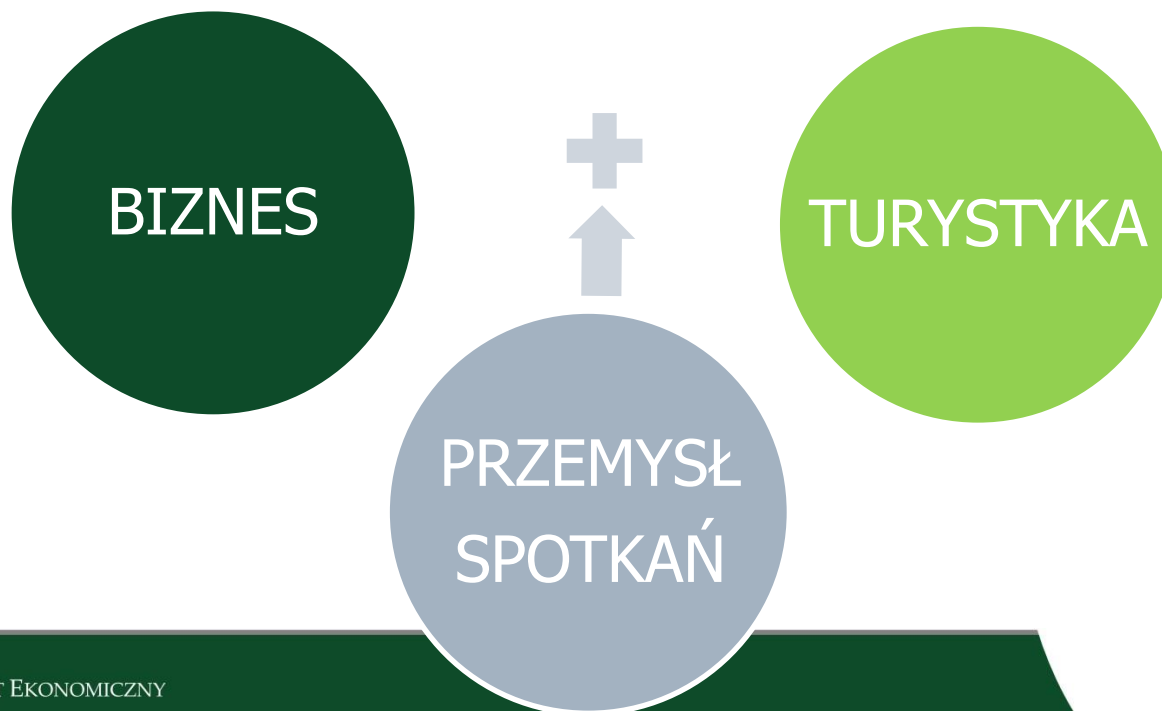 BIZNES
TURYSTYKA
PRZEMYSŁ
SPOTKAŃ
T EKONOMICZNY